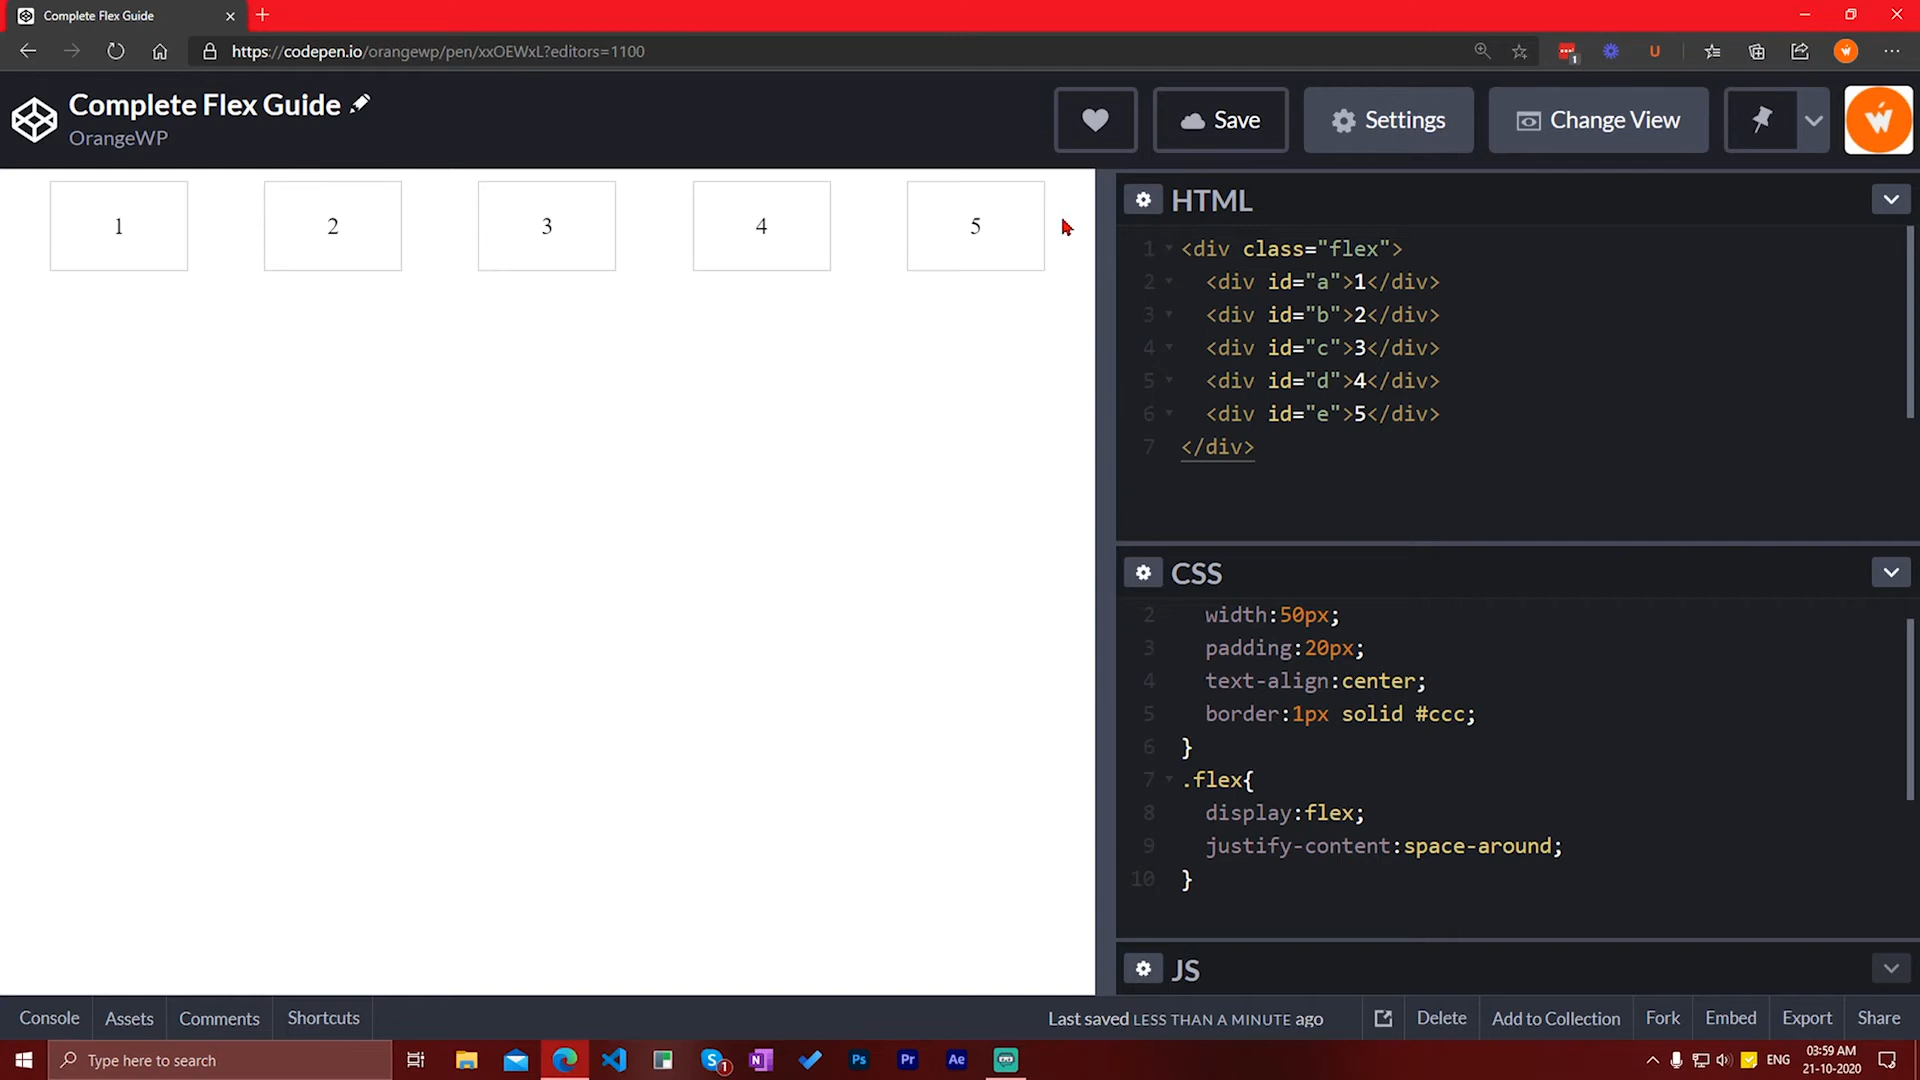 Complete Flex Guide
https://codepen.io/orangewp/pen/xxOEWxL?editors=1100
U
1
Complete Flex Guide
OrangeWP
Save
Settings
Change View
1 2 3 4 5
HTML
1 <div class="flex">
2 <div id="a">1</div>
3 <div id="b">2</div>
4 <div id="c">3</div>
5 <div id="d">4</div>
6 <div id="e">5</div>
7 </div>
CSS
2 width:50px;
3 padding:20px;
4 text-align:center;
5 border:1px solid #ccc;
6 }
7 .flex{
8 display:flex;
9 justify-content:space-around;
10 }
JS
Console Assets Comments Shortcuts
Last saved LESS THAN A MINUTE ago
Delete Add to Collection Fork Embed Export Share
Type here to search
S 1
N
Ps Pr Ae
ENG
03:59 AM
21-10-2020